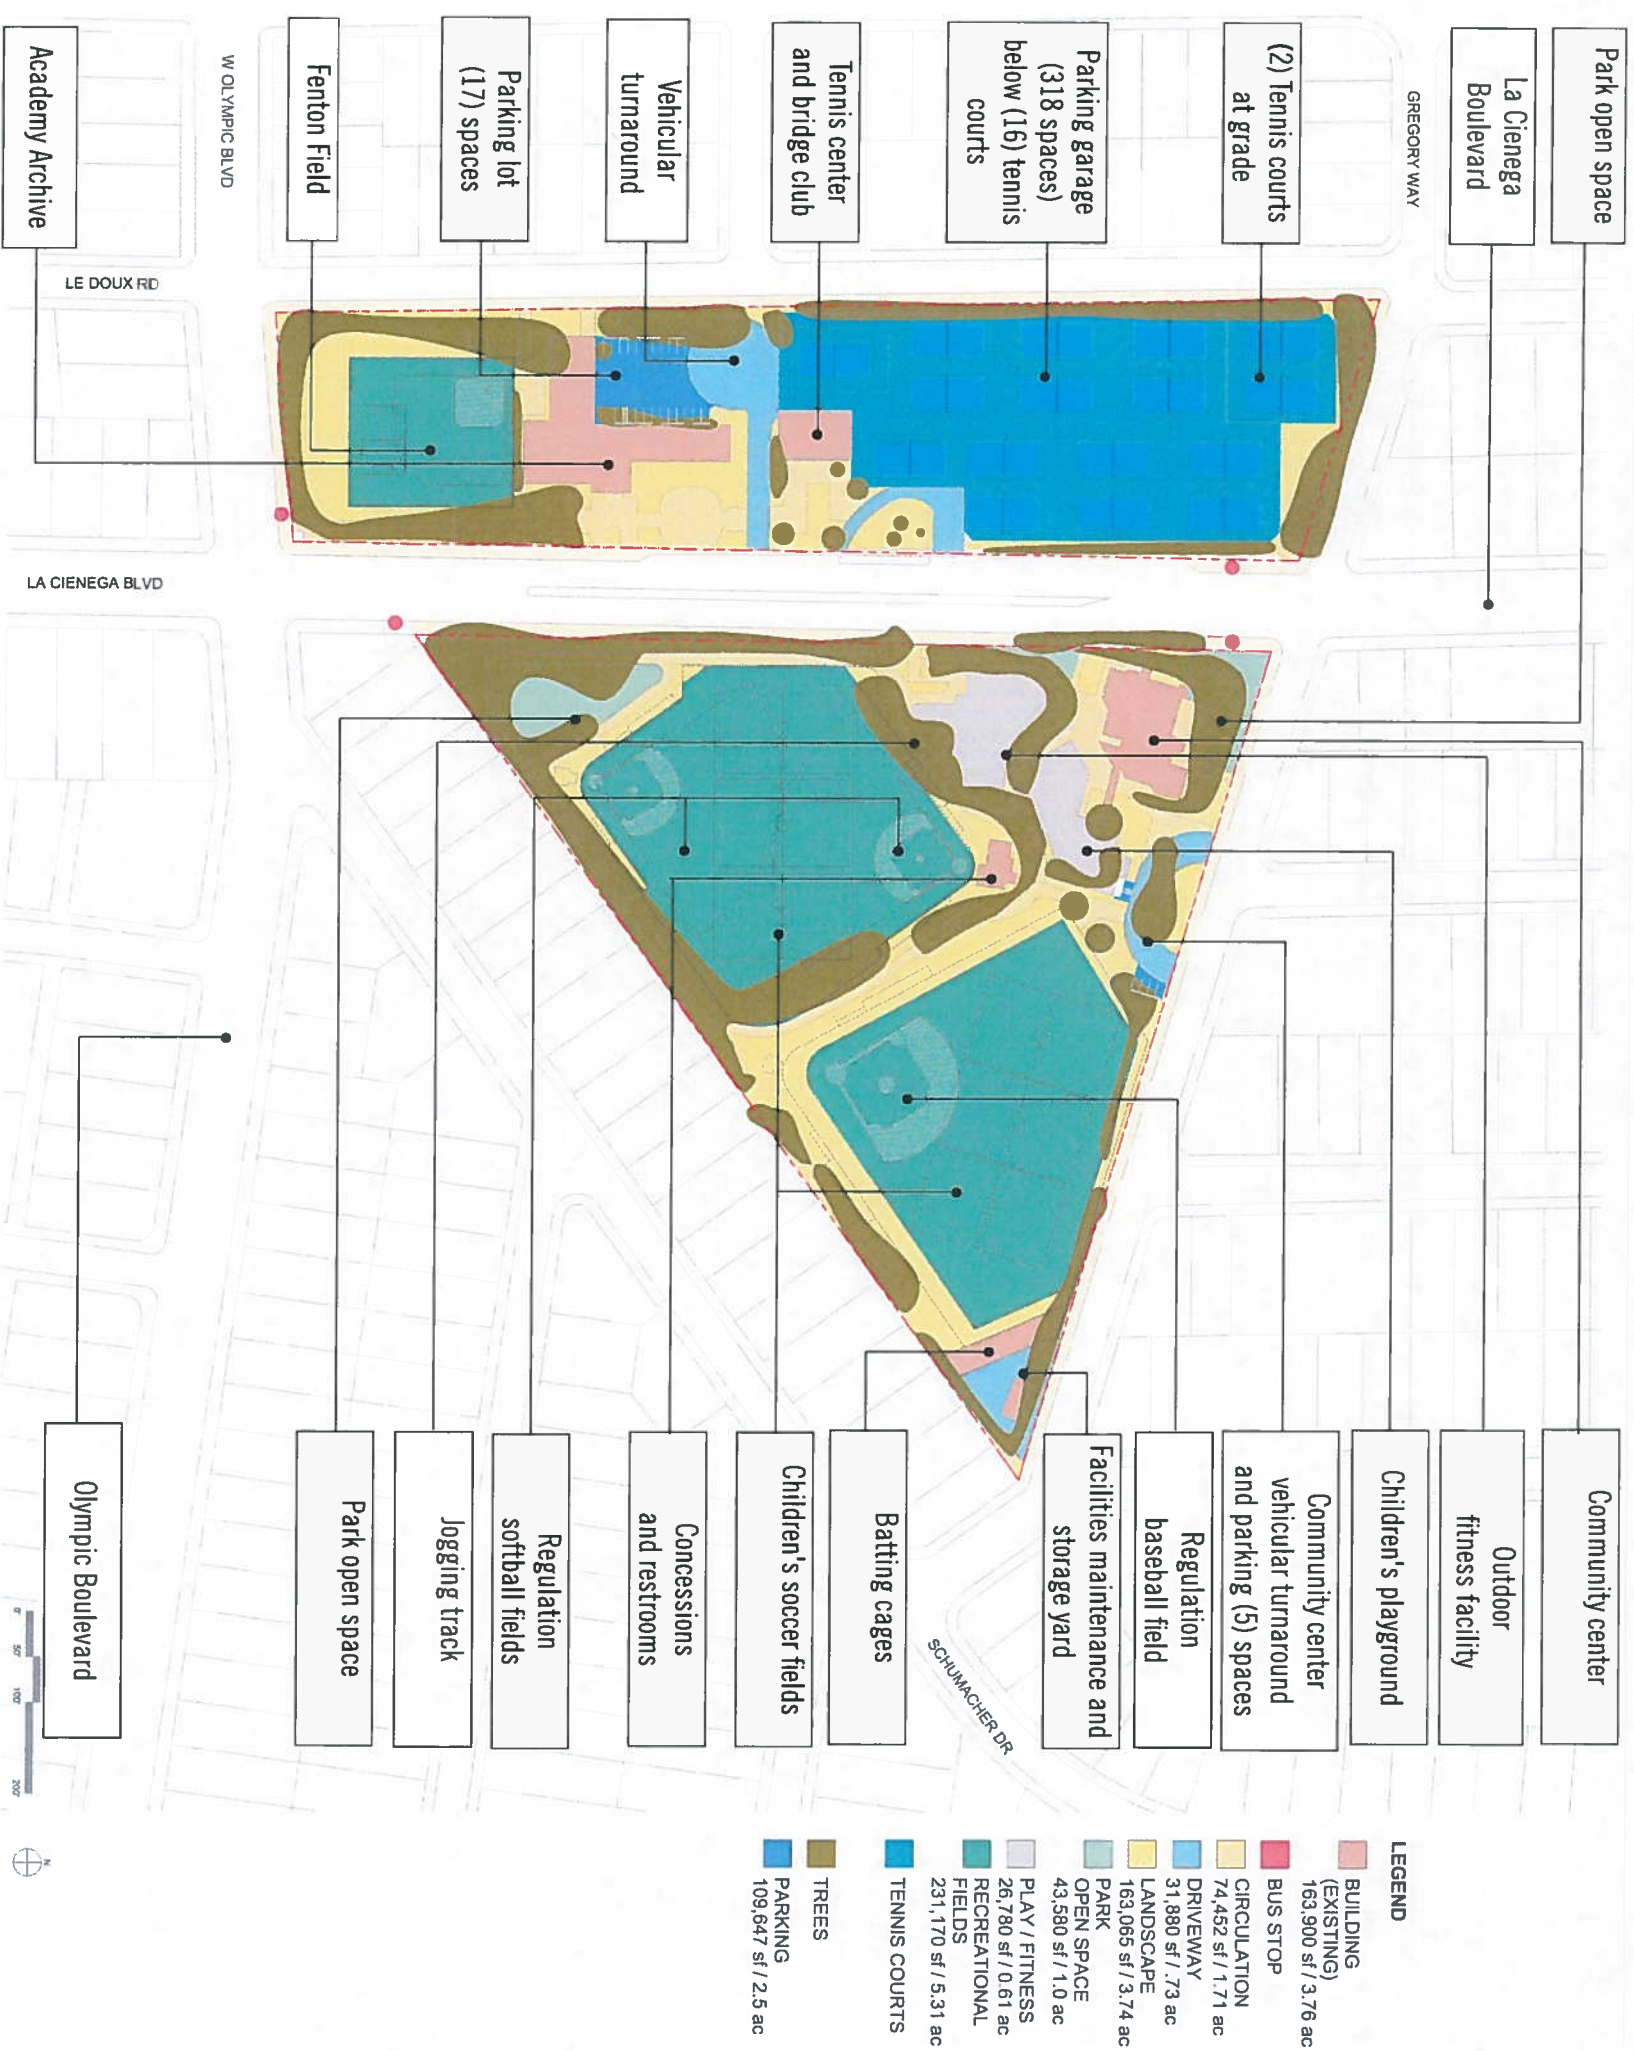 Park open space
La Cienega
Boulevard
(2) Tennis courts
at grade
Parking garage
(318 spaces)
below (16) tennis
courts
Tennis center
and bridge club
Vehicular
turnaround
Parking lot
(17) spaces
Fenton Field
Academy Archive
GREGORY WAY
W OLYMPIC BLVD
LE DOUX RD
LA CIENEGA BLVD
SCHUMACHER DR
Community center
Outdoor
fitness facility
Children's playground
Community center
vehicular turnaround
and parking (5) spaces
Regulation
baseball field
Facilities maintenance and
storage yard
Batting cages
Children's soccer fields
Concessions
and restrooms
Regulation
softball fields
Jogging track
Park open space
Olympic Boulevard
0' 50' 100' 200'
N
LEGEND
BUILDING
(EXISTING)
163,900 sf / 3.76 ac
BUS STOP
CIRCULATION
74,452 sf / 1.71 ac
DRIVEWAY
31,880 sf / .73 ac
LANDSCAPE
163,065 sf / 3.74 ac
PARK
OPEN SPACE
43,580 sf / 1.0 ac
PLAY / FITNESS
26,780 sf / 0.61 ac
RECREATIONAL
FIELDS
231,170 sf / 5.31 ac
TENNIS COURTS
TREES
PARKING
109,647 sf / 2.5 ac